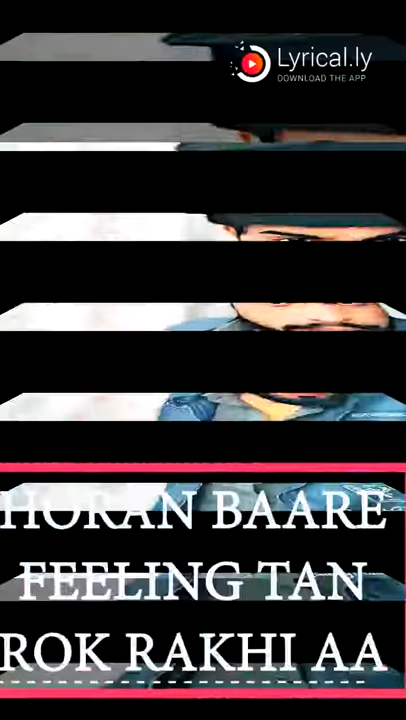 Lyrical.ly
DOWNLOAD THE APP
HORAN BAARE
FEELING TAN
ROK RAKHI AA